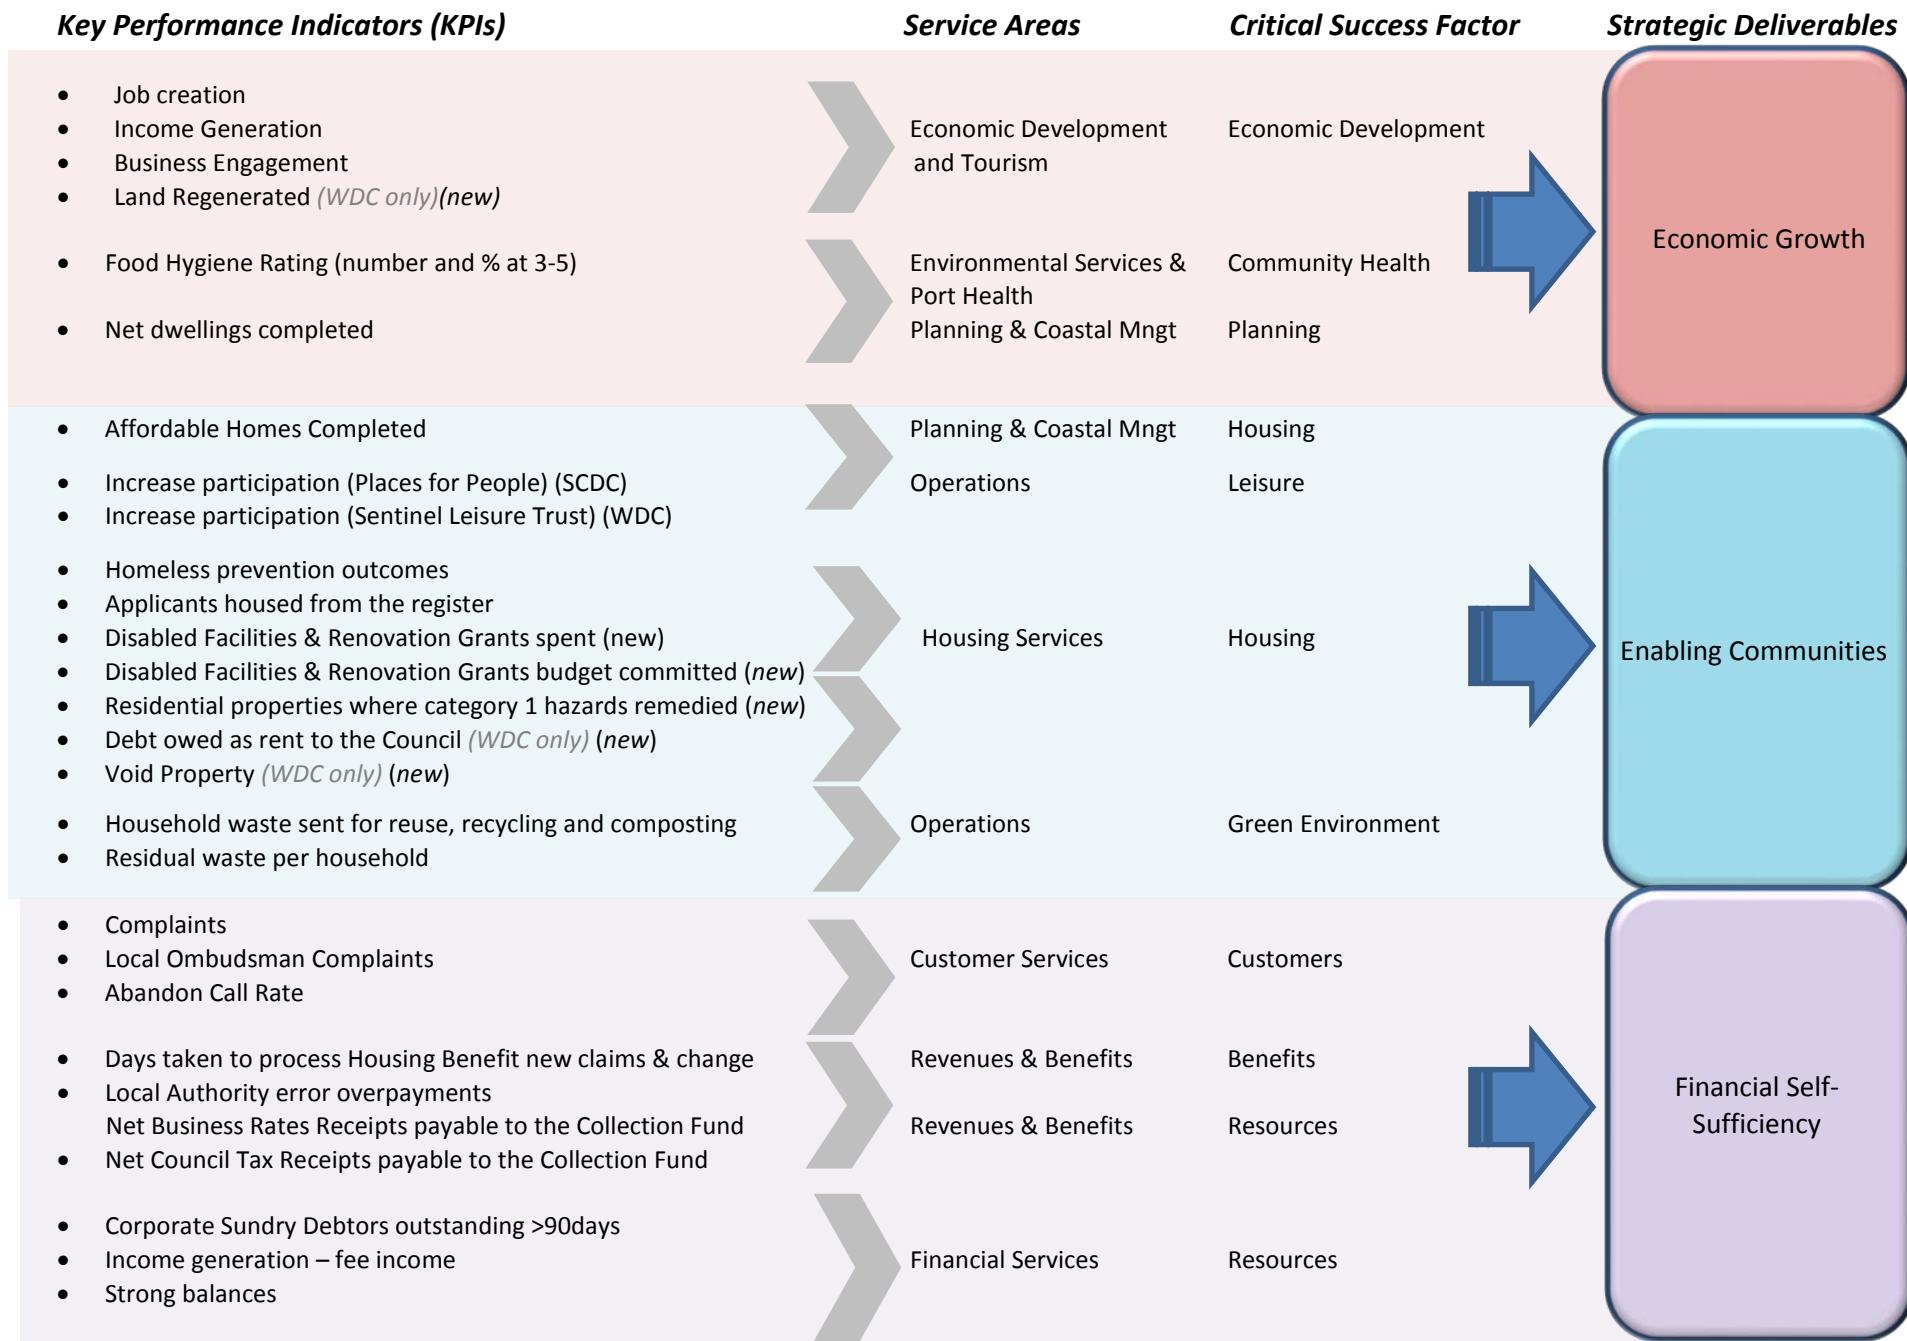 Key Performance Indicators (KPIs) Service Areas Critical Success Factor Strategic Deliverables
• Job creation
• Income Generation Economic Development Economic Development
• Business Engagement and Tourism
• Land Regenerated (WDC only)(new)
Economic Growth
• Food Hygiene Rating (number and % at 3-5) Environmental Services & Community Health
Port Health
• Net dwellings completed Planning & Coastal Mngt Planning
• Affordable Homes Completed Planning & Coastal Mngt Housing
• Increase participation (Places for People) (SCDC) Operations Leisure
• Increase participation (Sentinel Leisure Trust) (WDC)
• Homeless prevention outcomes
• Applicants housed from the register
• Disabled Facilities & Renovation Grants spent (new) Housing Services Housing
Enabling Communities
• Disabled Facilities & Renovation Grants budget committed (new)
• Residential properties where category 1 hazards remedied (new)
• Debt owed as rent to the Council (WDC only) (new)
• Void Property (WDC only) (new)
• Household waste sent for reuse, recycling and composting Operations Green Environment
• Residual waste per household
• Complaints
• Local Ombudsman Complaints Customer Services Customers
• Abandon Call Rate
• Days taken to process Housing Benefit new claims & change Revenues & Benefits Benefits
• Local Authority error overpayments
Financial Self-
Sufficiency
Net Business Rates Receipts payable to the Collection Fund Revenues & Benefits Resources
• Net Council Tax Receipts payable to the Collection Fund
• Corporate Sundry Debtors outstanding >90days
• Income generation – fee income Financial Services Resources
• Strong balances